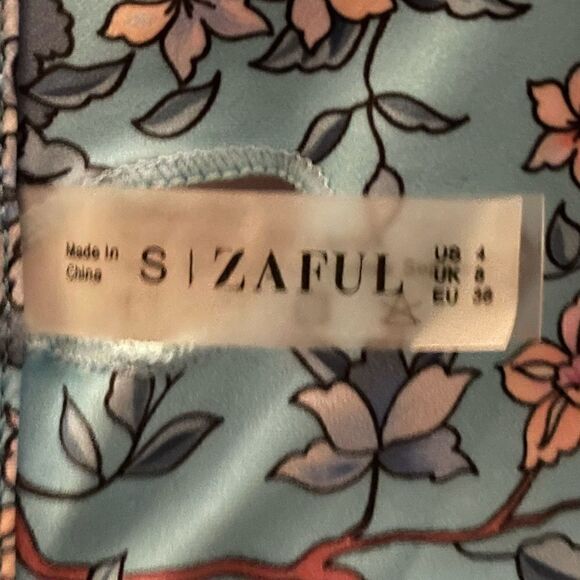 Made In
China
S | ZAFUL
US 4
UK 8
EU 36